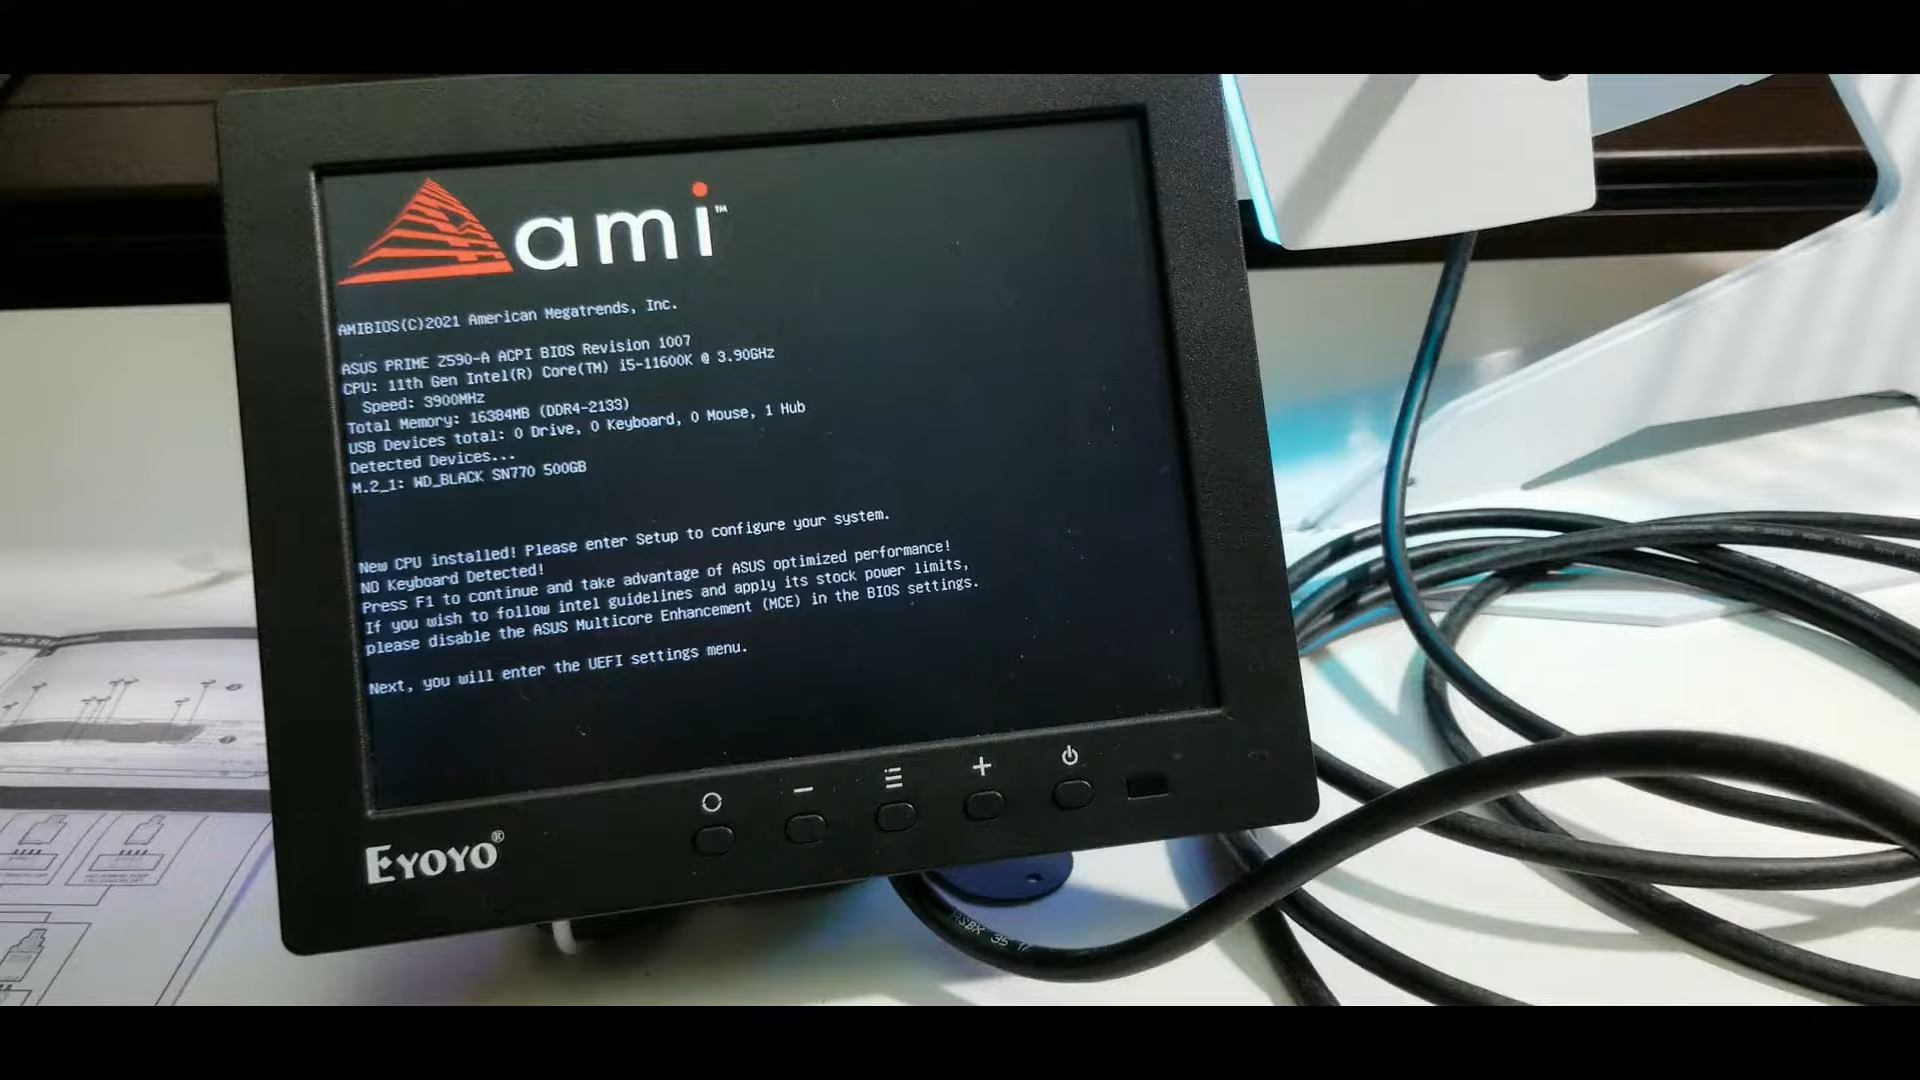 ami™
AMIBIOS(C)2021 American Megatrends, Inc.
ASUS PRIME Z590-A ACPI BIOS Revision 1007
CPU: 11th Gen Intel(R) Core(TM) i5-11600K @ 3.90GHz
Speed: 3900MHz
Total Memory: 16384MB (DDR4-2133)
USB Devices total: 0 Drive, 0 Keyboard, 0 Mouse, 1 Hub
Detected Devices...
M.2_1: WD_BLACK SN770 500GB
New CPU installed! Please enter Setup to configure your system.
NO Keyboard Detected!
Press F1 to continue and take advantage of ASUS optimized performance!
If you wish to follow intel guidelines and apply its stock power limits,
please disable the ASUS Multicore Enhancement (MCE) in the BIOS settings.
Next, you will enter the UEFI settings menu.
EYOYO®